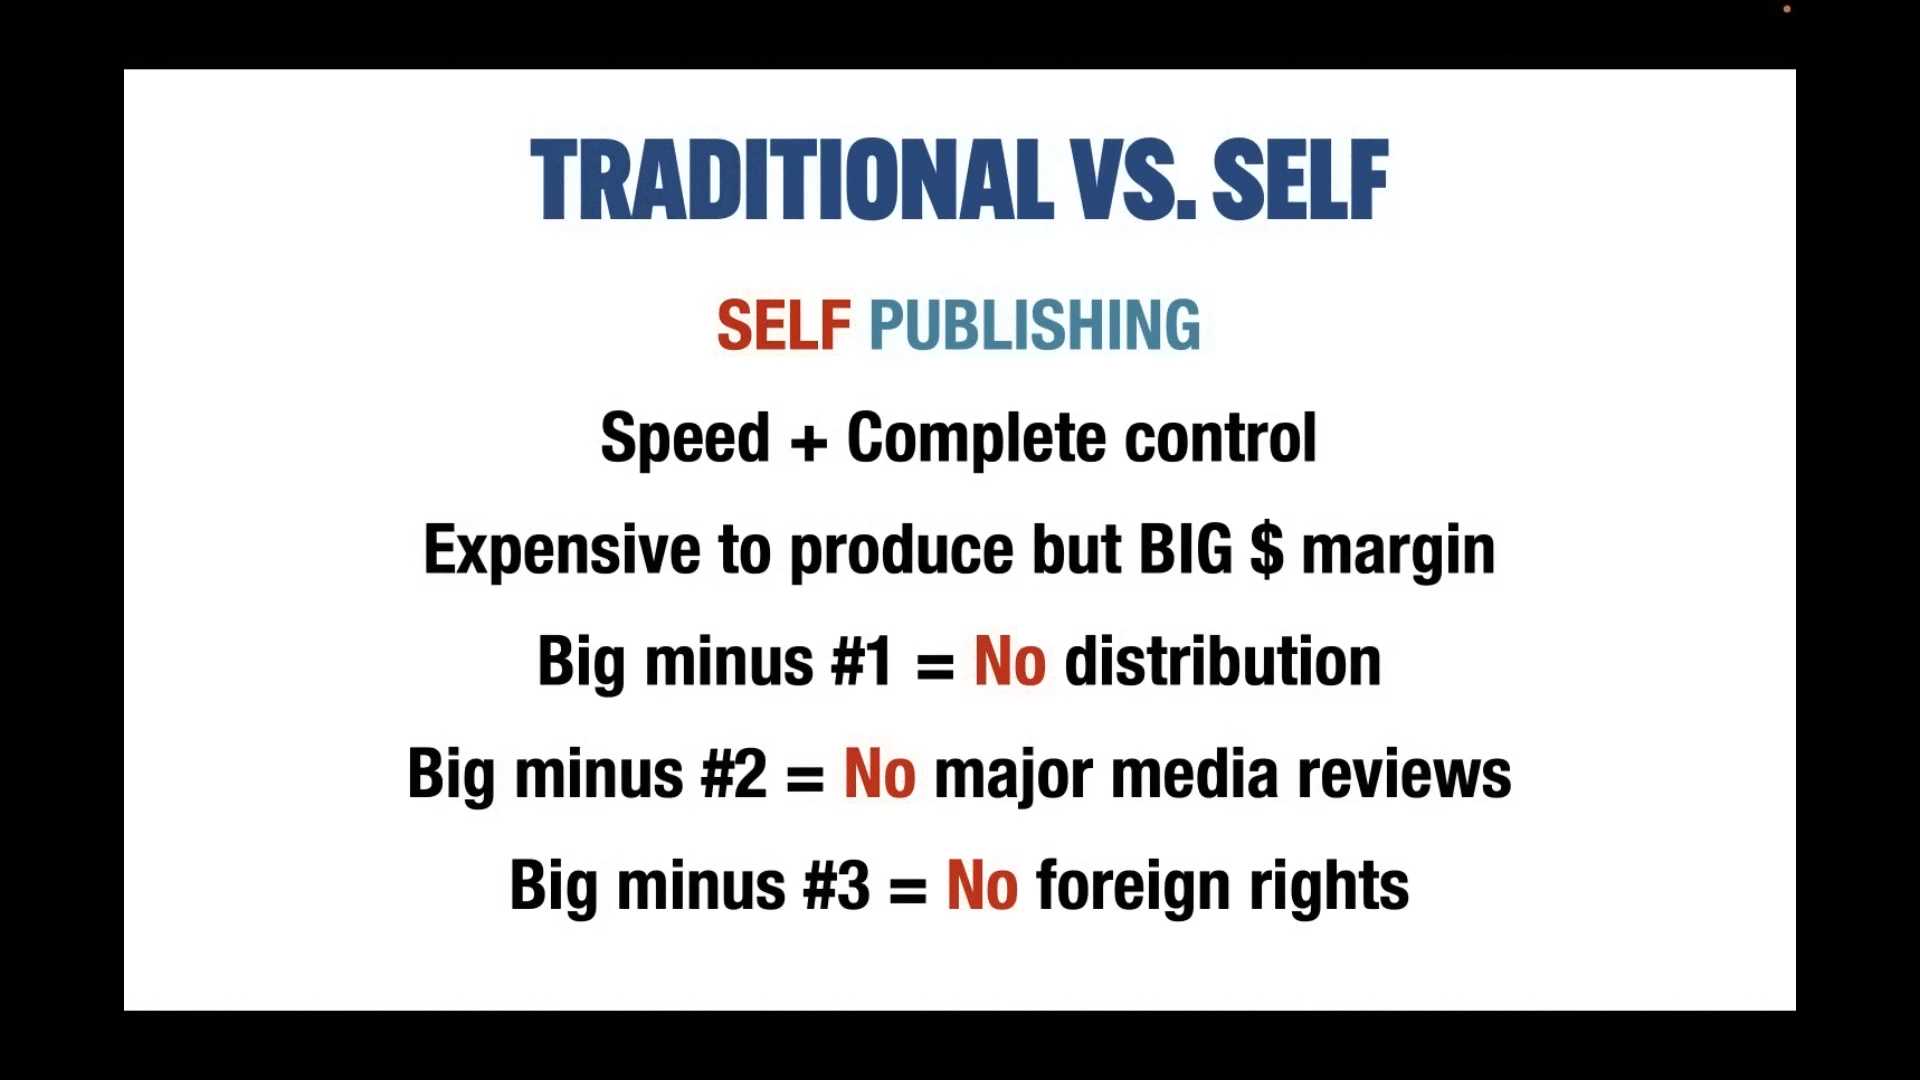 TRADITIONAL VS. SELF
SELF PUBLISHING
Speed + Complete control
Expensive to produce but BIG $ margin
Big minus #1 = No distribution
Big minus #2 = No major media reviews
Big minus #3 = No foreign rights